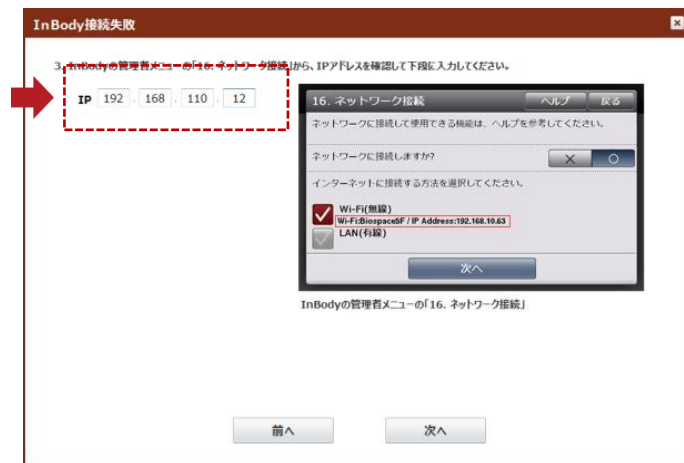 InBody接続失敗
3. InBodyの管理者メニューの「16. ネットワーク接続」から、IPアドレスを確認して下段に入力してください。
IP 192 . 168 . 110 . 12
16. ネットワーク接続 ヘルプ 戻る
ネットワークに接続して使用できる機能は、ヘルプを参考してください。
ネットワークに接続しますか?
インターネットに接続する方法を選択してください。
Wi-Fi(無線)
Wi-Fi:Biospace5F / IP Address:192.168.10.63
LAN(有線)
次へ
InBodyの管理者メニューの「16. ネットワーク接続」
前へ 次へ